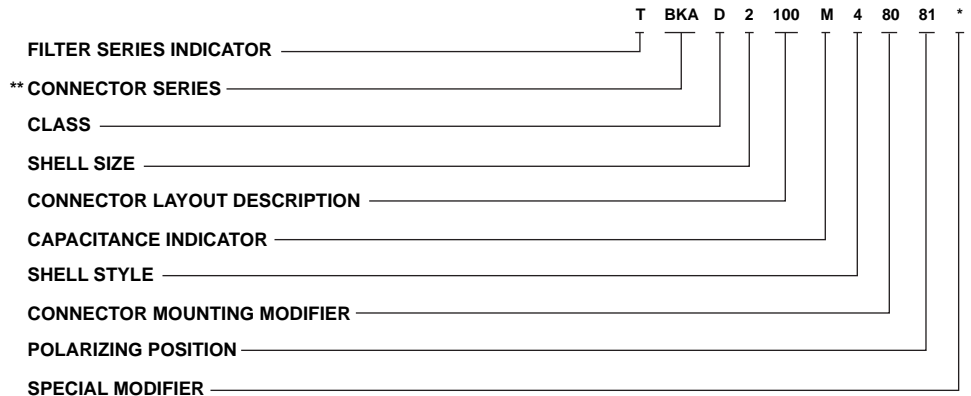 T BKA D 2 100 M 4 80 81 *
FILTER SERIES INDICATOR
** CONNECTOR SERIES
CLASS
SHELL SIZE
CONNECTOR LAYOUT DESCRIPTION
CAPACITANCE INDICATOR
SHELL STYLE
CONNECTOR MOUNTING MODIFIER
POLARIZING POSITION
SPECIAL MODIFIER